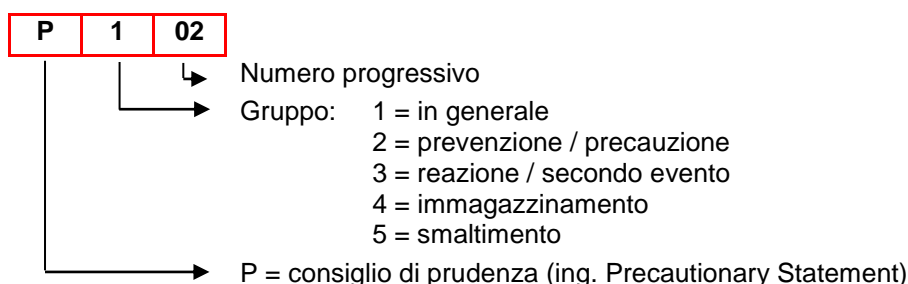 P 1 02
Numero progressivo
Gruppo: 1 = in generale
2 = prevenzione / precauzione
3 = reazione / secondo evento
4 = immagazzinamento
5 = smaltimento
P = consiglio di prudenza (ing. Precautionary Statement)